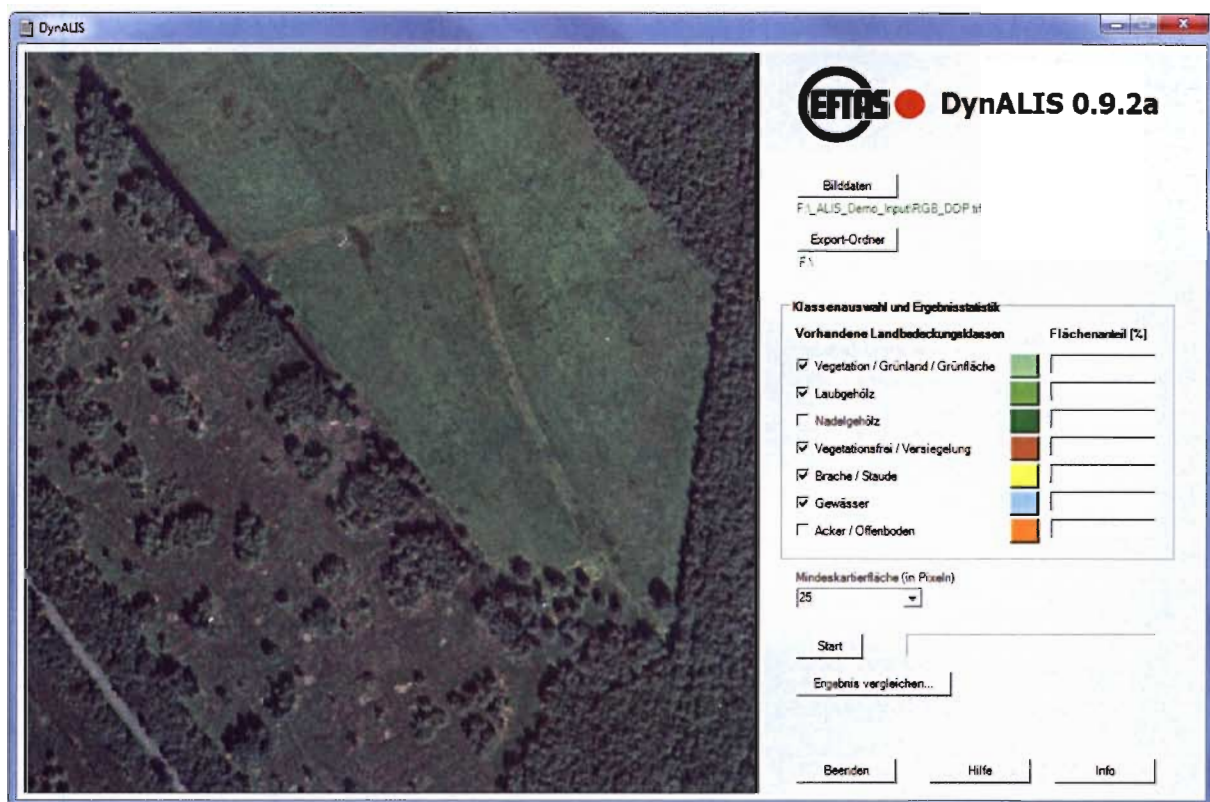 DynALIS
EFTAS DynALIS 0.9.2a
Bilddaten
F:\_ALIS_Demo_Input\RGB_DOP.tif
Export-Ordner
F:\
Klassenauswahl und Ergebnisstatistik
Vorhandene Landbedeckungsklassen Flächenanteil [%]
Vegetation / Grünland / Grünfläche
Laubgehölz
Nadelgehölz
Vegetationsfrei / Versiegelung
Brache / Staude
Gewässer
Acker / Offenboden
Mindeskartierfläche (in Pixeln)
25
Start
Ergebnis vergleichen...
Beenden Hilfe Info